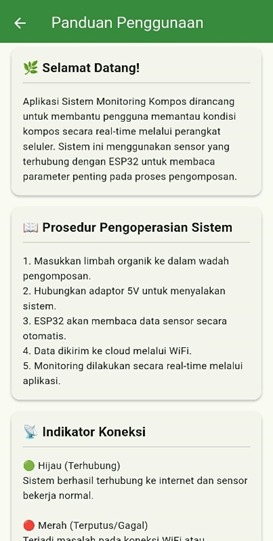 Panduan Penggunaan
Selamat Datang!
Aplikasi Sistem Monitoring Kompos dirancang
untuk membantu pengguna memantau kondisi
kompos secara real-time melalui perangkat
seluler. Sistem ini menggunakan sensor yang
terhubung dengan ESP32 untuk membaca
parameter penting pada proses pengomposan.
Prosedur Pengoperasian Sistem
1. Masukkan limbah organik ke dalam wadah
pengomposan.
2. Hubungkan adaptor 5V untuk menyalakan
sistem.
3. ESP32 akan membaca data sensor secara
otomatis.
4. Data dikirim ke cloud melalui WiFi.
5. Monitoring dilakukan secara real-time melalui
aplikasi.
Indikator Koneksi
Hijau (Terhubung)
Sistem berhasil terhubung ke internet dan sensor
bekerja normal.
Merah (Terputus/Gagal)
Terjadi masalah pada koneksi WiFi atau